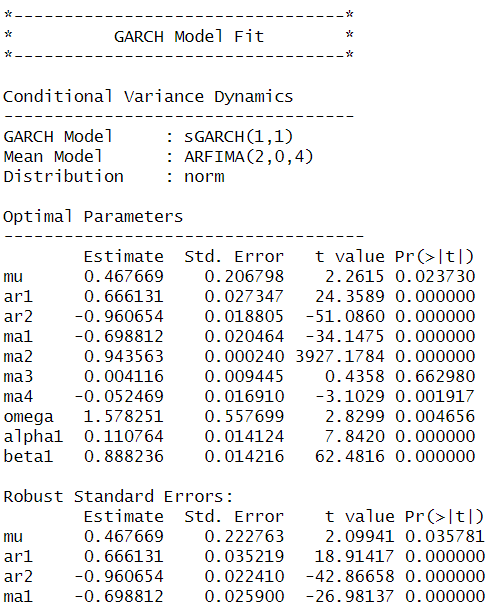 *---------------------------------*
*          GARCH Model Fit        *
*---------------------------------*
Conditional Variance Dynamics
-----------------------------------
GARCH Model : sGARCH(1,1)
Mean Model : ARFIMA(2,0,4)
Distribution : norm
Optimal Parameters
------------------------------------
Estimate Std. Error t value Pr(>|t|)
mu 0.467669 0.206798 2.2615 0.023730
ar1 0.666131 0.027347 24.3589 0.000000
ar2 -0.960654 0.018805 -51.0860 0.000000
ma1 -0.698812 0.020464 -34.1475 0.000000
ma2 0.943563 0.000240 3927.1784 0.000000
ma3 0.004116 0.009445 0.4358 0.662980
ma4 -0.052469 0.016910 -3.1029 0.001917
omega 1.578251 0.557699 2.8299 0.004656
alpha1 0.110764 0.014124 7.8420 0.000000
beta1 0.888236 0.014216 62.4816 0.000000
Robust Standard Errors:
Estimate Std. Error t value Pr(>|t|)
mu 0.467669 0.222763 2.09941 0.035781
ar1 0.666131 0.035219 18.91417 0.000000
ar2 -0.960654 0.022410 -42.86658 0.000000
ma1 -0.698812 0.025900 -26.98137 0.000000